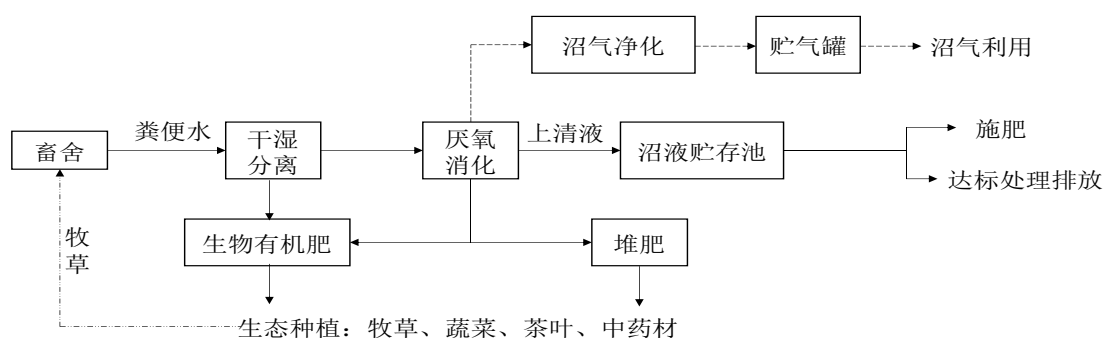 沼气净化
贮气罐
沼气利用
畜舍
粪便水
干湿
分离
厌氧
消化
上清液
沼液贮存池
施肥
达标处理排放
牧
草
生物有机肥
堆肥
生态种植：牧草、蔬菜、茶叶、中药材